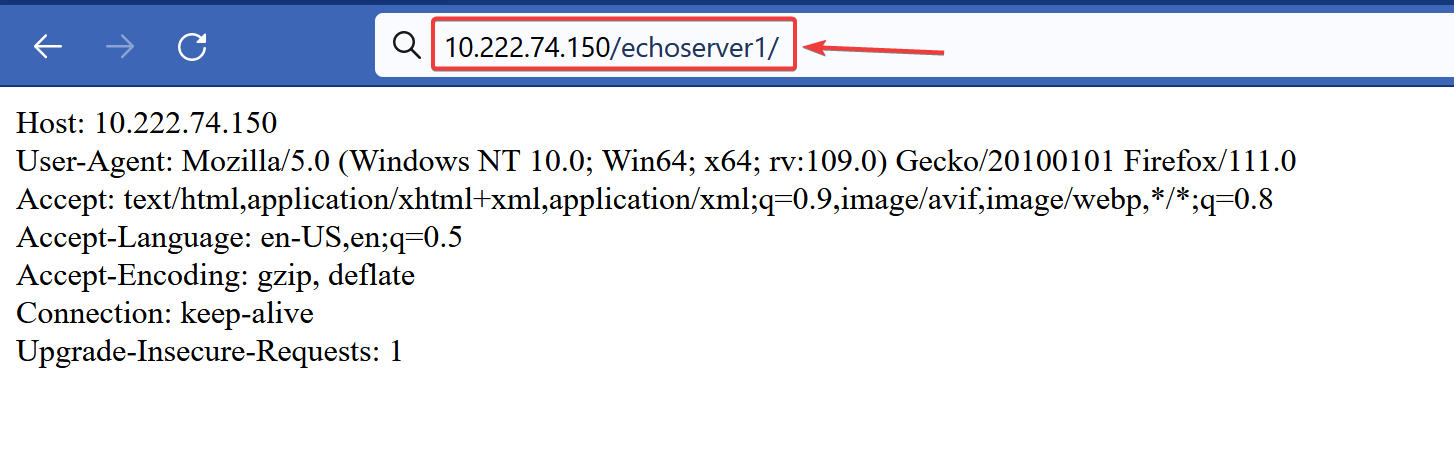 10.222.74.150/echoserver1/
Host: 10.222.74.150
User-Agent: Mozilla/5.0 (Windows NT 10.0; Win64; x64; rv:109.0) Gecko/20100101 Firefox/111.0
Accept: text/html,application/xhtml+xml,application/xml;q=0.9,image/avif,image/webp,*/*;q=0.8
Accept-Language: en-US,en;q=0.5
Accept-Encoding: gzip, deflate
Connection: keep-alive
Upgrade-Insecure-Requests: 1